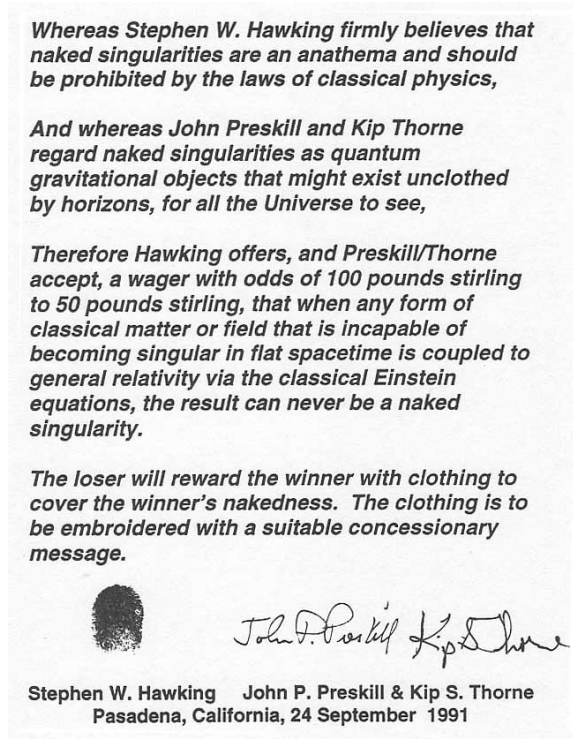 Whereas Stephen W. Hawking firmly believes that
naked singularities are an anathema and should
be prohibited by the laws of classical physics,
And whereas John Preskill and Kip Thorne
regard naked singularities as quantum
gravitational objects that might exist unclothed
by horizons, for all the Universe to see,
Therefore Hawking offers, and Preskill/Thorne
accept, a wager with odds of 100 pounds stirling
to 50 pounds stirling, that when any form of
classical matter or field that is incapable of
becoming singular in flat spacetime is coupled to
general relativity via the classical Einstein
equations, the result can never be a naked
singularity.
The loser will reward the winner with clothing to
cover the winner's nakedness.  The clothing is to
be embroidered with a suitable concessionary
message.
John P. Preskill Kip S Thorne
Stephen W. Hawking John P. Preskill & Kip S. Thorne
Pasadena, California, 24 September 1991